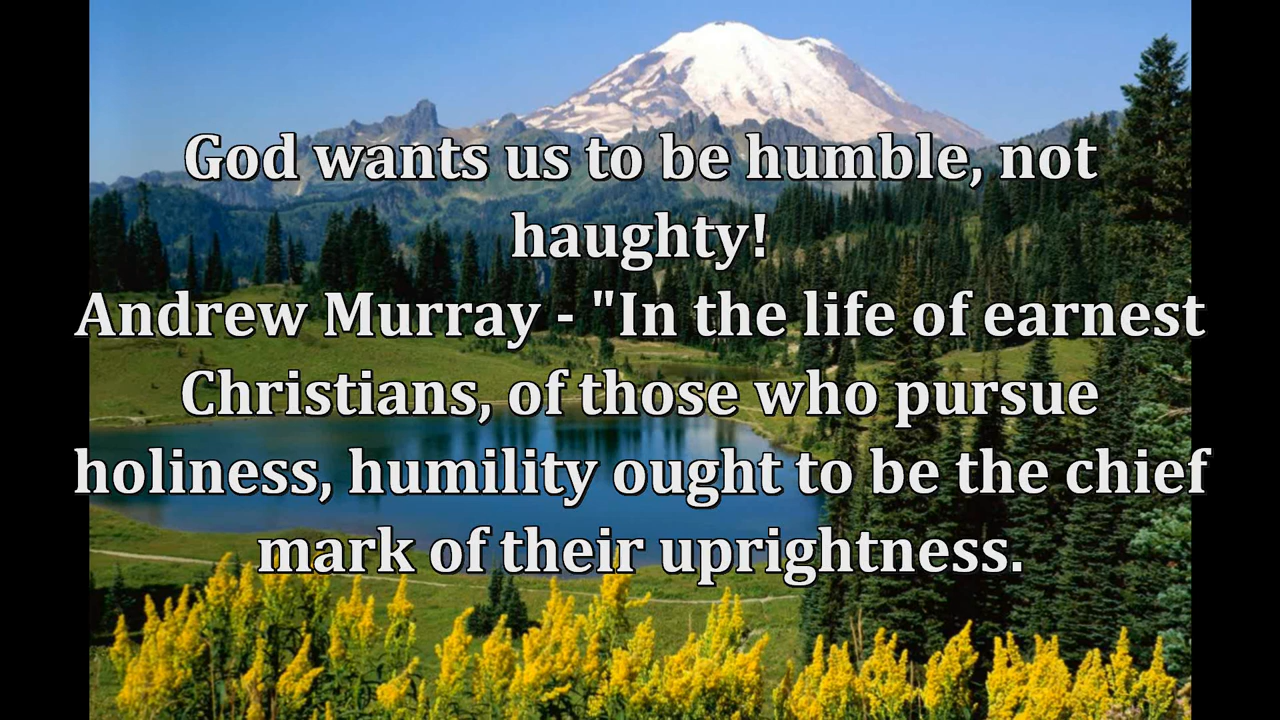 God wants us to be humble, not
haughty!
Andrew Murray - "In the life of earnest
Christians, of those who pursue
holiness, humility ought to be the chief
mark of their uprightness.